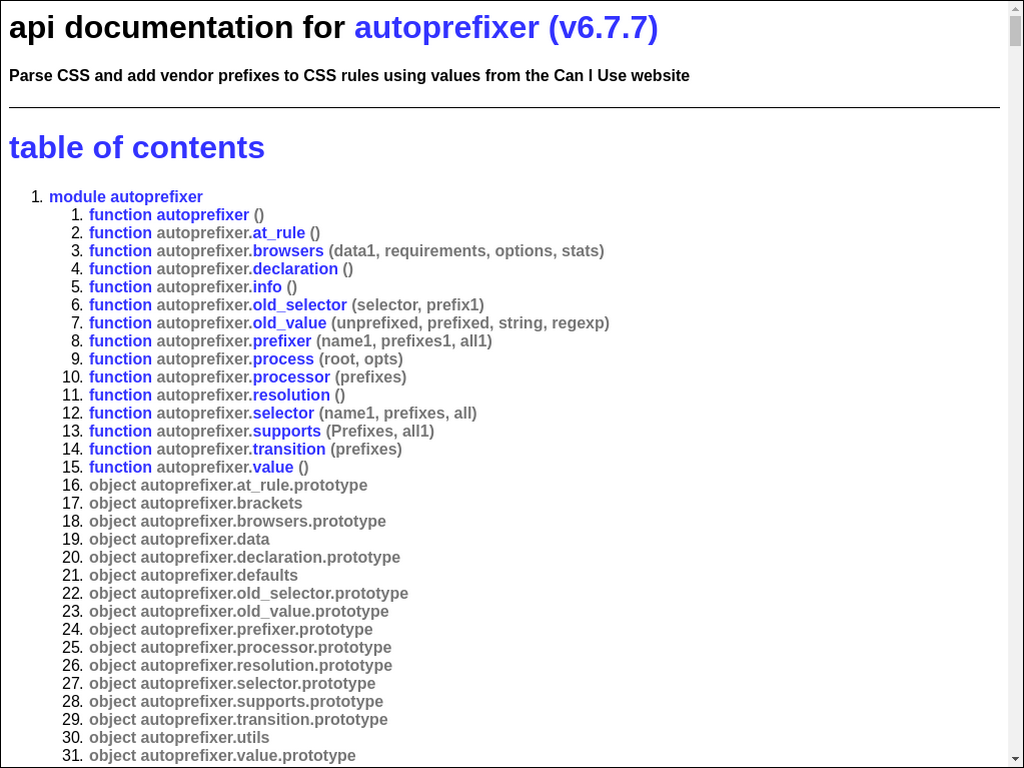 api documentation for autoprefixer (v6.7.7)
Parse CSS and add vendor prefixes to CSS rules using values from the Can I Use website
table of contents
1. module autoprefixer
1. function autoprefixer ()
2. function autoprefixer.at_rule ()
3. function autoprefixer.browsers (data1, requirements, options, stats)
4. function autoprefixer.declaration ()
5. function autoprefixer.info ()
6. function autoprefixer.old_selector (selector, prefix1)
7. function autoprefixer.old_value (unprefixed, prefixed, string, regexp)
8. function autoprefixer.prefixer (name1, prefixes1, all1)
9. function autoprefixer.process (root, opts)
10. function autoprefixer.processor (prefixes)
11. function autoprefixer.resolution ()
12. function autoprefixer.selector (name1, prefixes, all)
13. function autoprefixer.supports (Prefixes, all1)
14. function autoprefixer.transition (prefixes)
15. function autoprefixer.value ()
16. object autoprefixer.at_rule.prototype
17. object autoprefixer.brackets
18. object autoprefixer.browsers.prototype
19. object autoprefixer.data
20. object autoprefixer.declaration.prototype
21. object autoprefixer.defaults
22. object autoprefixer.old_selector.prototype
23. object autoprefixer.old_value.prototype
24. object autoprefixer.prefixer.prototype
25. object autoprefixer.processor.prototype
26. object autoprefixer.resolution.prototype
27. object autoprefixer.selector.prototype
28. object autoprefixer.supports.prototype
29. object autoprefixer.transition.prototype
30. object autoprefixer.utils
31. object autoprefixer.value.prototype